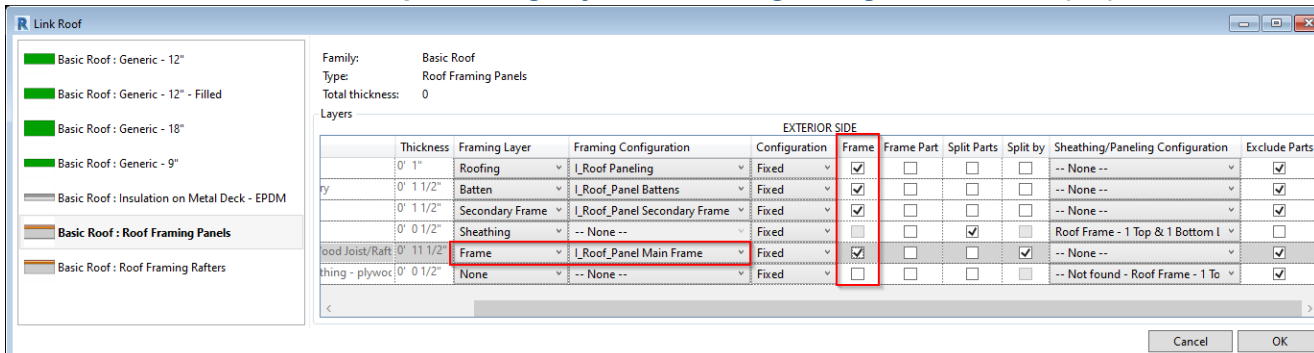 Link Roof
Basic Roof : Generic - 12"
Basic Roof : Generic - 12" - Filled
Basic Roof : Generic - 18"
Basic Roof : Generic - 9"
Basic Roof : Insulation on Metal Deck - EPDM
Basic Roof : Roof Framing Panels
Basic Roof : Roof Framing Rafters
Family: Basic Roof
Type: Roof Framing Panels
Total thickness: 0
Layers
EXTERIOR SIDE
Thickness Framing Layer Framing Configuration Configuration Frame Frame Part Split Parts Split by Sheathing/Paneling Configuration Exclude Parts
0' 1" Roofing I_Roof Paneling Fixed -- None --
ry 0' 1 1/2" Batten I_Roof_Panel Battens Fixed -- None --
0' 1 1/2" Secondary Frame I_Roof_Panel Secondary Frame Fixed -- None --
0' 0 1/2" Sheathing -- None -- Fixed Roof Frame - 1 Top & 1 Bottom L
ood Joist/Raft 0' 11 1/2" Frame I_Roof_Panel Main Frame Fixed -- None --
thing - plywoc 0' 0 1/2" None -- None -- Fixed -- Not found - Roof Frame - 1 To
Cancel OK